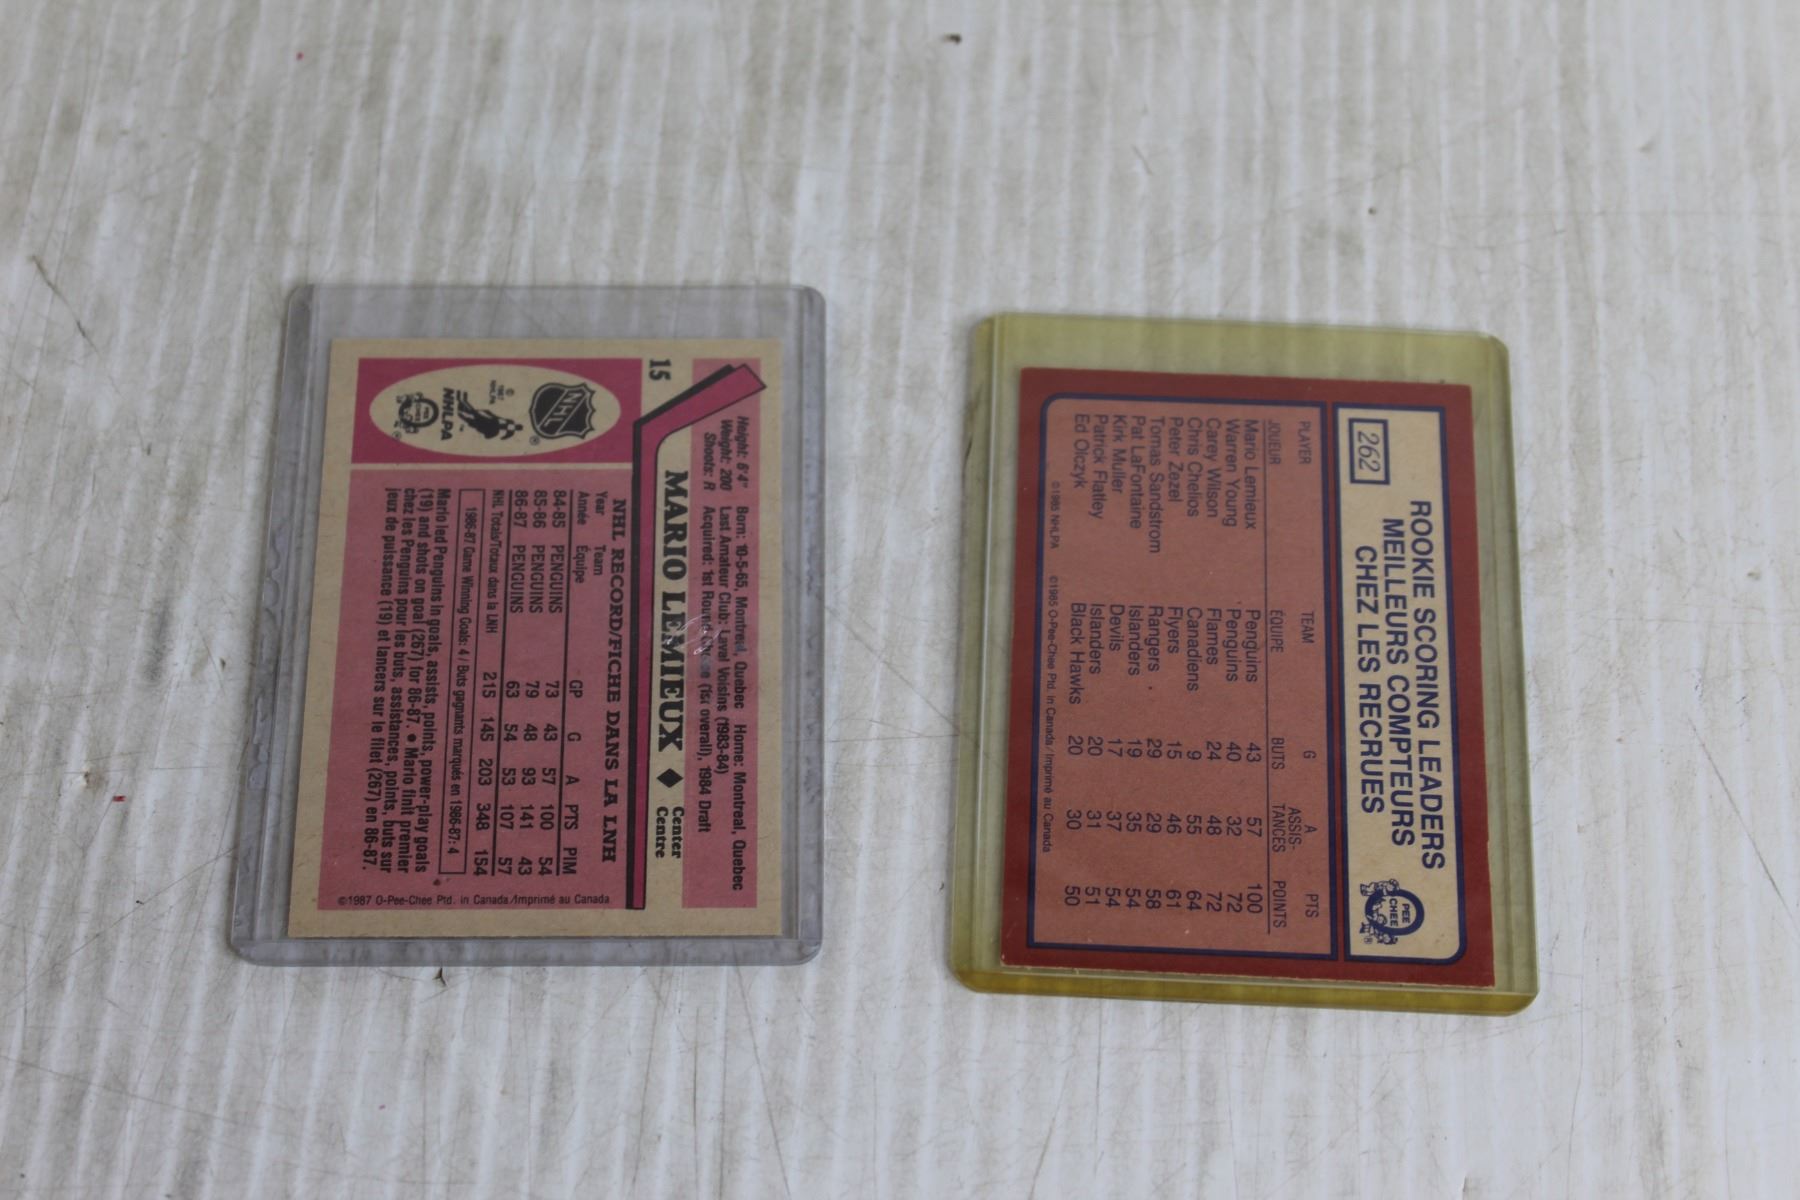 15
Height: 6'4" Born: 10-5-65, Montreal, Quebec Home: Montreal, Quebec
Weight: 200 Last Amateur Club: Laval Voisins (1983-84)
Shoots: R Acquired: 1st Round Choice (1st overall), 1984 Draft
MARIO LEMIEUX ◆ Center
Centre
NHL
®
© 1987 NHLPA
NHLPA
O PEE CHEE
®
NHL RECORD/FICHE DANS LA LNH
Year Team
Année Équipe GP G A PTS PIM
84-85 PENGUINS 73 43 57 100 54
85-86 PENGUINS 79 48 93 141 43
86-87 PENGUINS 63 54 53 107 57
NHL Totals/Totaux dans la LNH 215 145 203 348 154
1986-87 Game Winning Goals: 4 / Buts gagnants marqués en 1986-87: 4
Mario led Penguins in goals, assists, points, power-play goals
(19) and shots on goal (267) for 86-87. ● Mario finit premier
chez les Penguins pour les buts, assistances, points, buts sur
jeux de puissance (19) et lancers sur le filet (267) en 86-87.
©1987 O-Pee-Chee Ptd. in Canada/Imprimé au Canada
262
ROOKIE SCORING LEADERS
MEILLEURS COMPTEURS
CHEZ LES RECRUES
O PEE CHEE
®
PLAYER TEAM G A PTS
JOUEUR ÉQUIPE BUTS ASSIS-TANCES POINTS
Mario Lemieux Penguins 43 57 100
Warren Young Penguins 40 32 72
Carey Wilson Flames 24 48 72
Chris Chelios Canadiens 9 55 64
Peter Zezel Flyers 15 46 61
Tomas Sandstrom Rangers 29 29 58
Pat LaFontaine Islanders 19 35 54
Kirk Muller Devils 17 37 54
Patrick Flatley Islanders 20 31 51
Ed Olczyk Black Hawks 20 30 50
©1985 NHLPA ©1985 O-Pee-Chee Ptd. in Canada/Imprimé au Canada